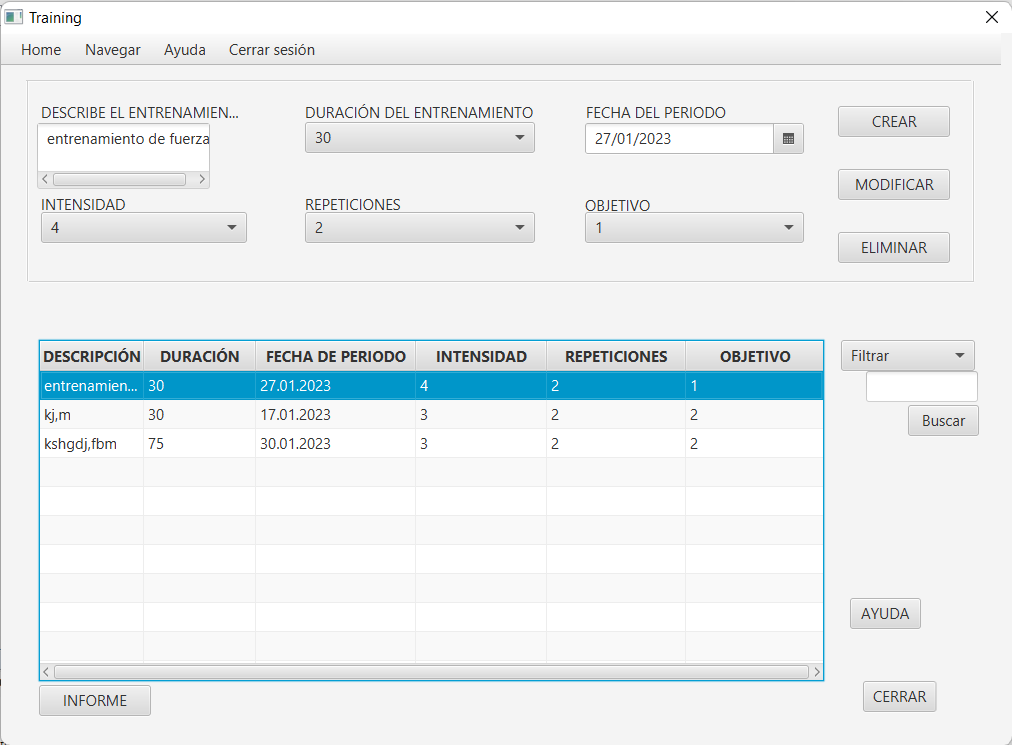 Training
Home Navegar Ayuda Cerrar sesión
DESCRIBE EL ENTRENAMIEN... DURACIÓN DEL ENTRENAMIENTO FECHA DEL PERIODO
entrenamiento de fuerza 30 27/01/2023 CREAR
MODIFICAR
INTENSIDAD REPETICIONES OBJETIVO
4 2 1
ELIMINAR
DESCRIPCIÓN DURACIÓN FECHA DE PERIODO INTENSIDAD REPETICIONES OBJETIVO Filtrar
entrenamien... 30 27.01.2023 4 2 1
kj,m 30 17.01.2023 3 2 2 Buscar
kshgdj,fbm 75 30.01.2023 3 2 2
AYUDA
INFORME CERRAR